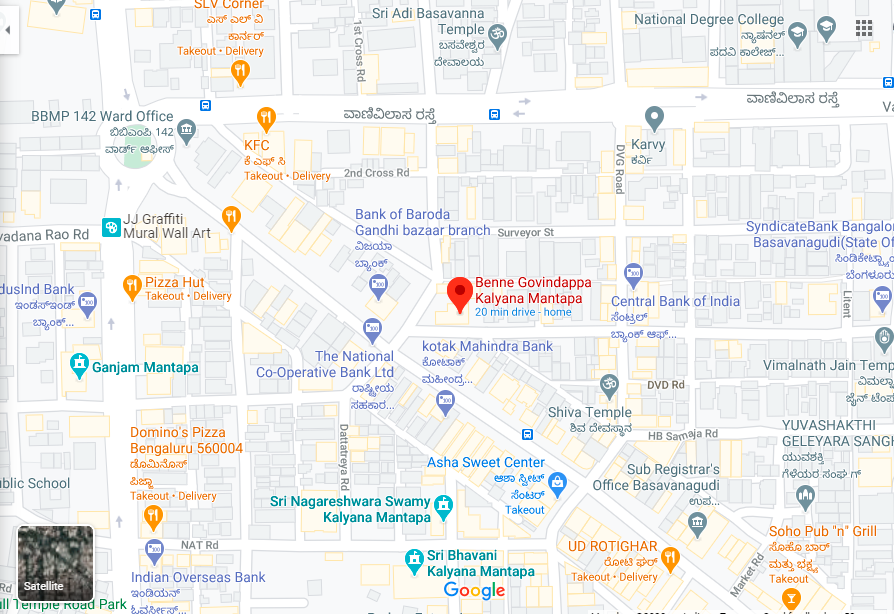 SLV Corner
ಎಸ್ ಎಲ್ ವಿ
ಕಾರ್ನರ್
Takeout • Delivery
1st Cross Rd
Sri Adi Basavanna
Temple
ಬಸವೇಶ್ವರ
ದೇವಾಲಯ
National Degree College
ನ್ಯಾಷನಲ್
ಪದವಿ ಕಾಲೇಜ್...
BBMP 142 Ward Office
ಬಿಬಿಎಂಪಿ 142
ವಾರ್ಡ್ ಆಫೀಸ್
ವಾಣಿವಿಲಾಸ ರಸ್ತೆ
ವಾಣಿವಿಲಾಸ ರಸ್ತೆ
Va
KFC
ಕೆ ಎಫ್ ಸಿ
Takeout • Delivery
2nd Cross Rd
DVG Road
Karvy
ಕರ್ವಿ
JJ Graffiti
Mural Wall Art
vadana Rao Rd
Bank of Baroda
Gandhi bazaar branch
ವಿಜಯಾ
ಬ್ಯಾಂಕ್
Surveyor St
SyndicateBank Bangalo
Basavanagudi(State Of
ಸಿಂಡಿಕೇಟ್ಬ್ಯಾಂ
ಬೆಂಗಳೂರು
Pizza Hut
Takeout • Delivery
dusInd Bank
ಇಂಡಸ್ಇಂಡ್
ಬ್ಯಾಂಕ್...
Benne Govindappa
Kalyana Mantapa
20 min drive - home
Central Bank of India
ಸೆಂಟ್ರಲ್
ಬ್ಯಾಂಕ್ ಆಫ್...
Litent
kotak Mahindra Bank
ಕೋಟಾಕ್
ಮಹೀಂದ್ರ...
The National
Co-Operative Bank Ltd
ರಾಷ್ಟ್ರೀಯ
ಸಹಕಾರ...
Ganjam Mantapa
Vimalnath Jain Temp
ವಿಮಲ್ನಾ
ಜೈನ್ ಟೆಂಪ
DVD Rd
Shiva Temple
ಶಿವ ದೇವಸ್ಥಾನ
HB Samaja Rd
YUVASHAKTHI
GELEYARA SANGH
ಯುವಶಕ್ತಿ
ಗೆಳೆಯರ ಸಂಘ ಗ್
Domino's Pizza
Bengaluru 560004
ಡೊಮಿನೊಸ್
ಪಿಜ್ಜಾ
Takeout • Delivery
Dattatreya Rd
Asha Sweet Center
ಆಶಾ ಸ್ವೀಟ್
ಸೆಂಟರ್
Takeout
Sub Registrar's
Office Basavanagudi
ಉಪ...
ublic School
Sri Nagareshwara Swamy
Kalyana Mantapa
Soho Pub "n" Grill
ಸೊಹೊ ಬಾರ್
ಮತ್ತು ಭಕ್ಷ್ಯ
Takeout
NAT Rd
UD ROTIGHAR
ರೋಟಿ ಘರ್
Takeout • Delivery
Market Rd
Sri Bhavani
Kalyana Mantapa
Indian Overseas Bank
ಇಂಡಿಯನ್
ಓವರ್ಸೀಸ್...
Satellite
ull Temple Road Park
Google